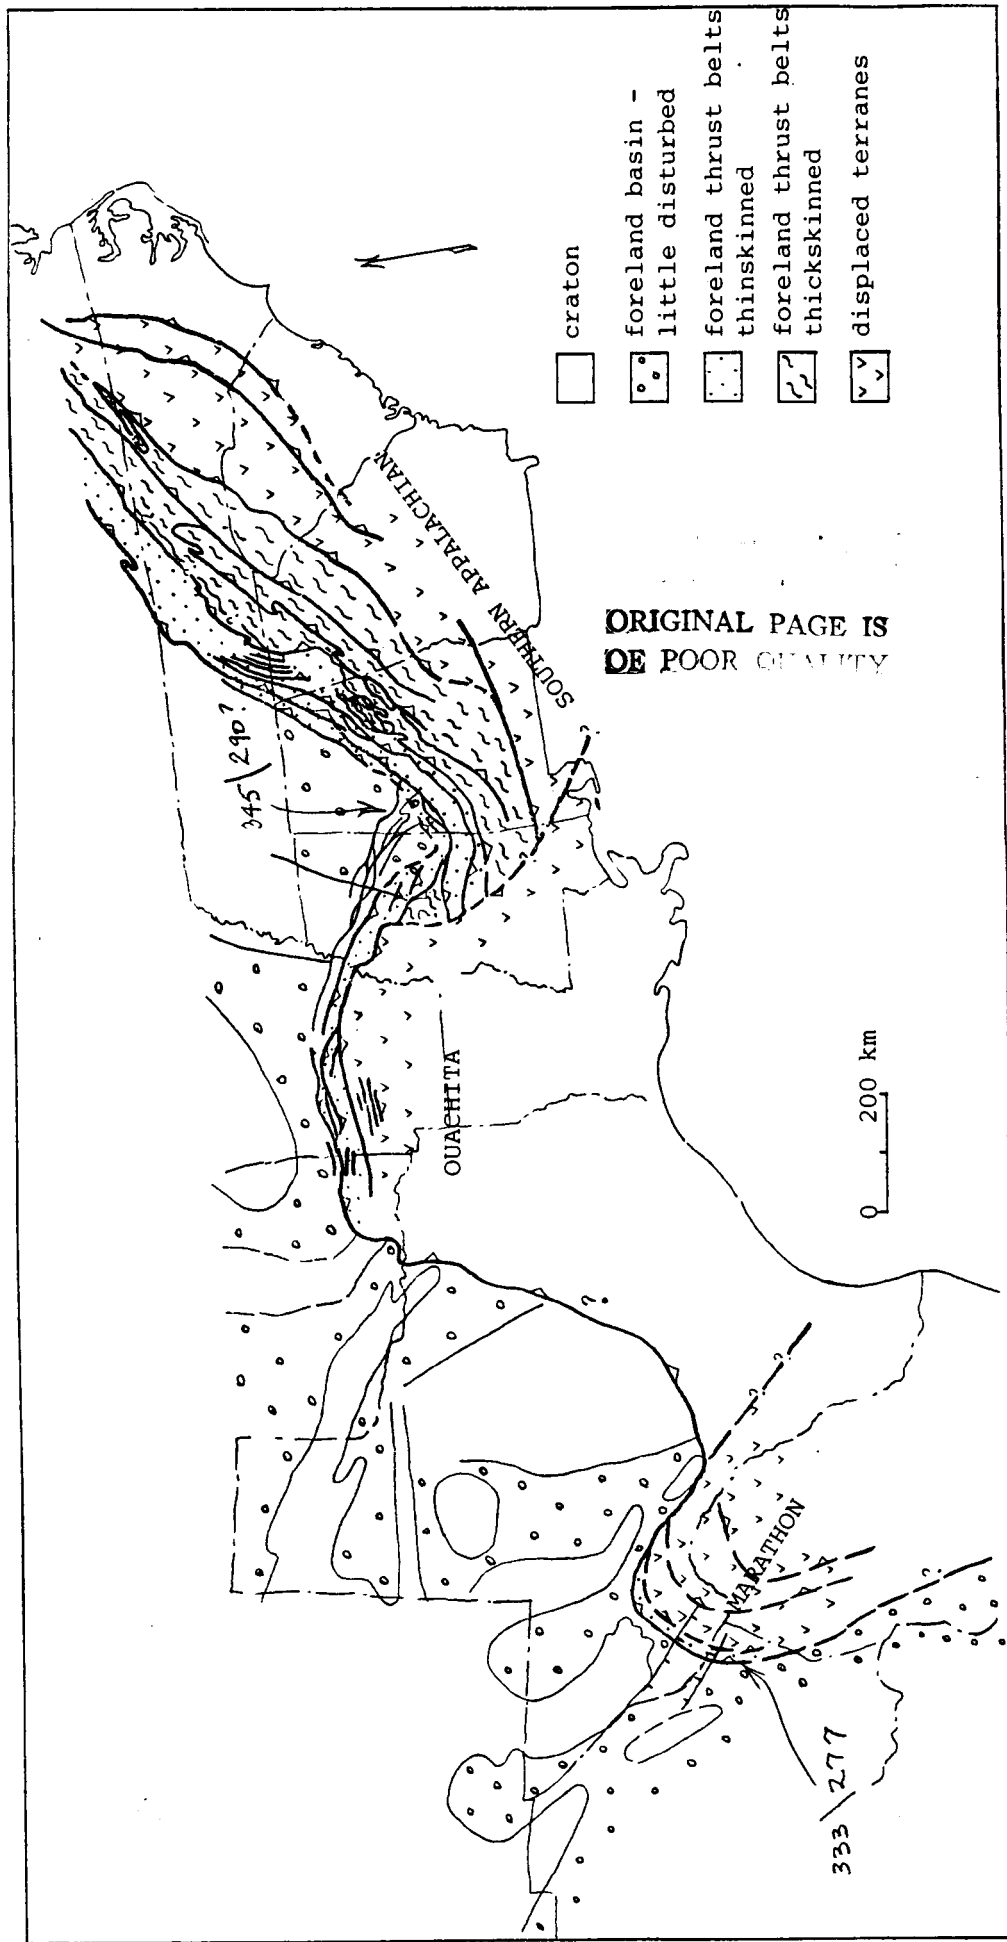 345/290?
SOUTHERN APPALACHIAN
OUACHITA
MARATHON
333/277
?
?
?
?
?
0 200 km
craton
foreland basin -
little disturbed
foreland thrust belts
thinskinned
foreland thrust belts
thickskinned
displaced terranes
ORIGINAL PAGE IS
OF POOR QUALITY